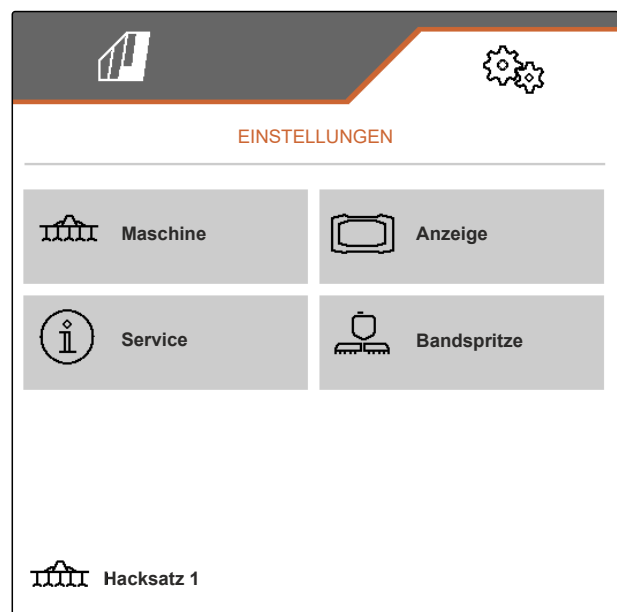 EINSTELLUNGEN
Maschine
Anzeige
Service
Bandspritze
Hacksatz 1